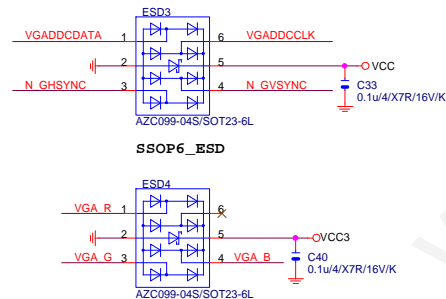 ESD3
VGADDCDATA 1 6 VGADDCCLK
2 5 VCC
N_GHSYNC 3 4 N_GVSYNC
C33
0.1u/4/X7R/16V/K
AZC099-04S/SOT23-6L
SSOP6_ESD
ESD4
VGA_R 1 6
2 5 VCC3
VGA_G 3 4 VGA_B
C40
0.1u/4/X7R/16V/K
AZC099-04S/SOT23-6L